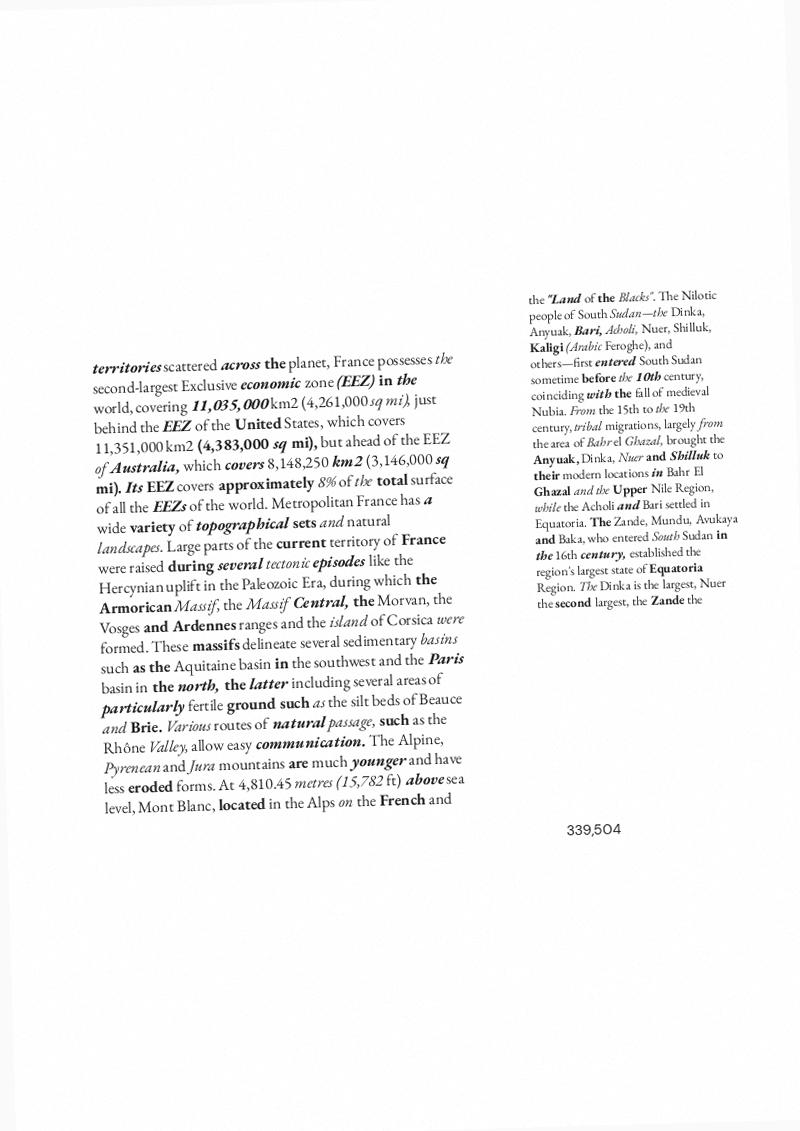 territories scattered across the planet, France possesses the
second-largest Exclusive economic zone (EEZ) in the
world, covering 11,035,000 km2 (4,261,000 sq mi), just
behind the EEZ of the United States, which covers
11,351,000 km2 (4,383,000 sq mi), but ahead of the EEZ
of Australia, which covers 8,148,250 km2 (3,146,000 sq
mi). Its EEZ covers approximately 8% of the total surface
of all the EEZs of the world. Metropolitan France has a
wide variety of topographical sets and natural
landscapes. Large parts of the current territory of France
were raised during several tectonic episodes like the
Hercynian uplift in the Paleozoic Era, during which the
Armorican Massif, the Massif Central, the Morvan, the
Vosges and Ardennes ranges and the island of Corsica were
formed. These massifs delineate several sedimentary basins
such as the Aquitaine basin in the southwest and the Paris
basin in the north, the latter including several areas of
particularly fertile ground such as the silt beds of Beauce
and Brie. Various routes of natural passage, such as the
Rhône Valley, allow easy communication. The Alpine,
Pyrenean and Jura mountains are much younger and have
less eroded forms. At 4,810.45 metres (15,782 ft) above sea
level, Mont Blanc, located in the Alps on the French and
the "Land of the Blacks". The Nilotic
people of South Sudan—the Dinka,
Anyuak, Bari, Acholi, Nuer, Shilluk,
Kaligi (Arabic Feroghe), and
others—first entered South Sudan
sometime before the 10th century,
coinciding with the fall of medieval
Nubia. From the 15th to the 19th
century, tribal migrations, largely from
the area of Bahr el Ghazal, brought the
Anyuak, Dinka, Nuer and Shilluk to
their modern locations in Bahr El
Ghazal and the Upper Nile Region,
while the Acholi and Bari settled in
Equatoria. The Zande, Mundu, Avukaya
and Baka, who entered South Sudan in
the 16th century, established the
region's largest state of Equatoria
Region. The Dinka is the largest, Nuer
the second largest, the Zande the
339,504